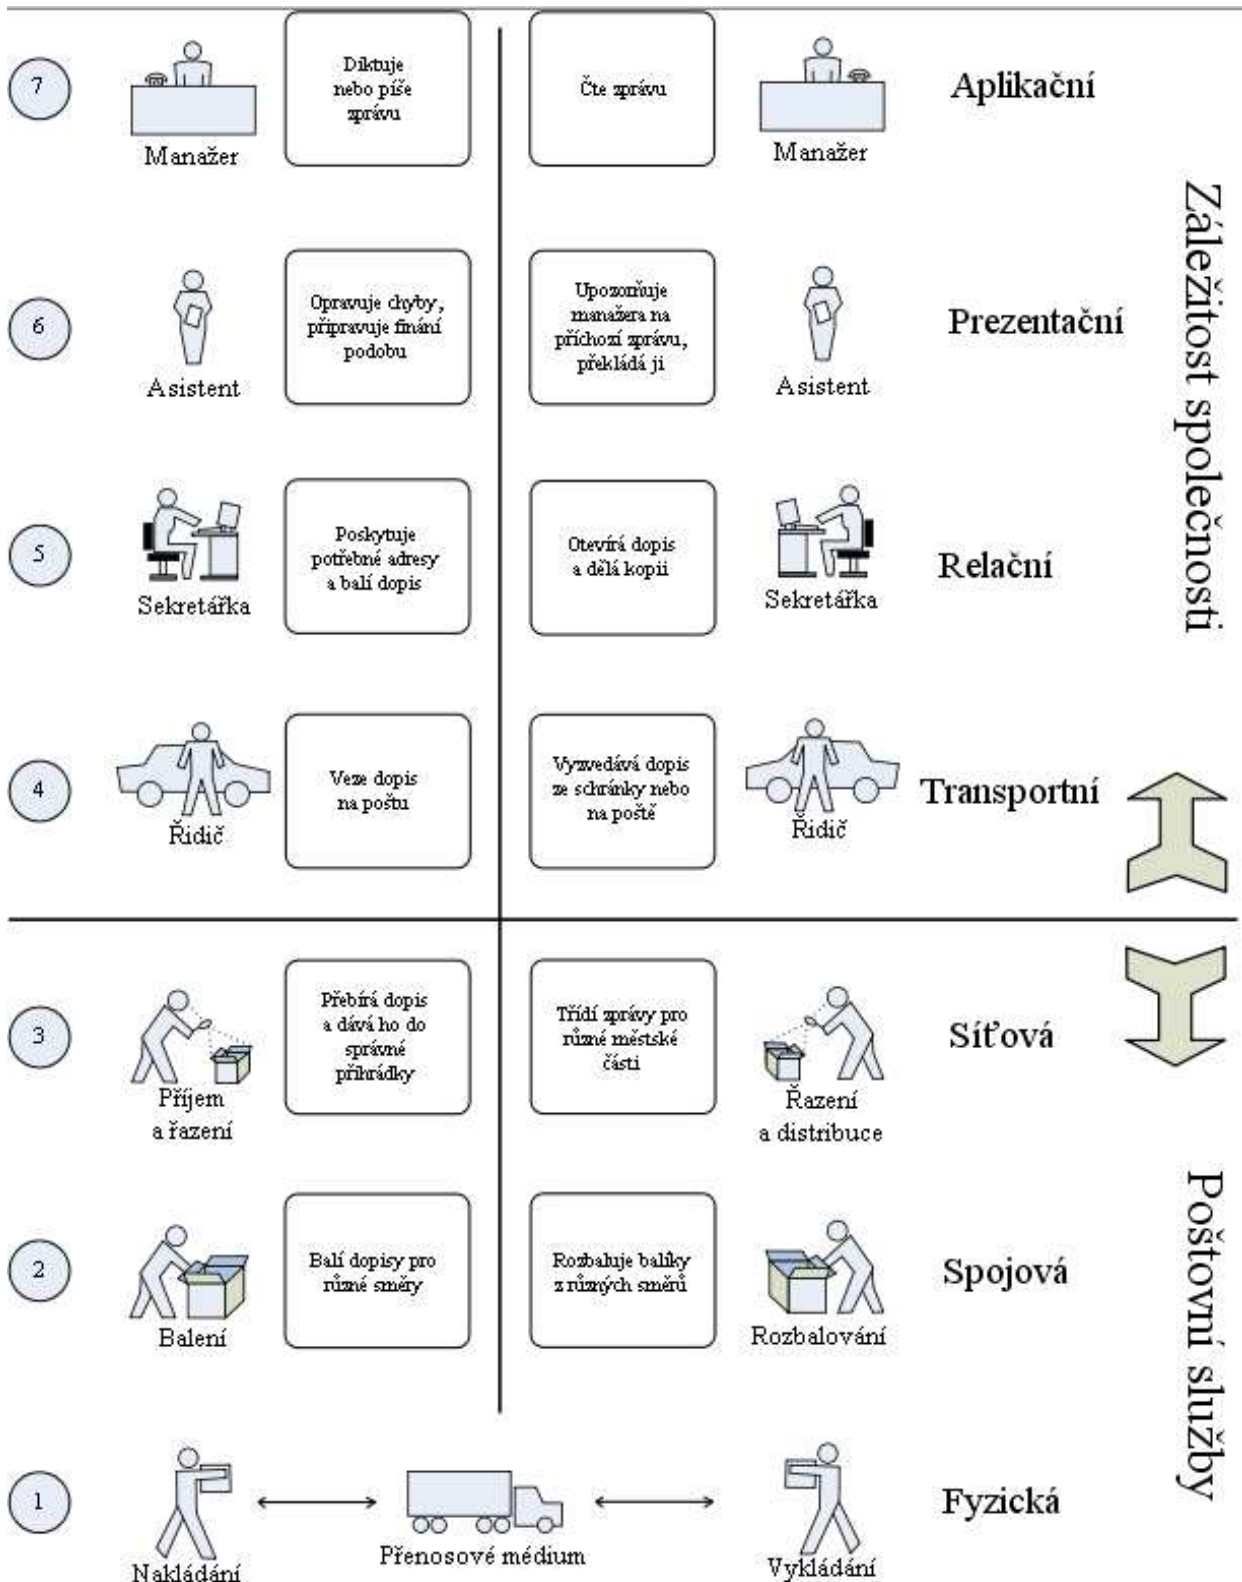 7
Manažer
Diktuje
nebo píše
zprávu
Čte zprávu
Manažer
Aplikační
6
Asistent
Opravuje chyby,
připravuje finání
podobu
Upozorňuje
manažera na
příchozí zprávu,
překládá ji
Asistent
Prezentační
5
Sekretářka
Poskytuje
potřebné adresy
a balí dopis
Otevírá dopis
a dělá kopii
Sekretářka
Relační
4
Řidič
Veze dopis
na poštu
Vyzvedává dopis
ze schránky nebo
na poště
Řidič
Transportní
Záležitost společnosti
3
Příjem
a řazení
Přebírá dopis
a dává ho do
správné
přihrádky
Třídí zprávy pro
různé městské
části
Řazení
a distribuce
Síťová
2
Balení
Balí dopisy pro
různé směry
Rozbaluje balíky
z různých směrů
Rozbalování
Spojová
1
Nakládání
Přenosové médium
Vykládání
Fyzická
Poštovní služby